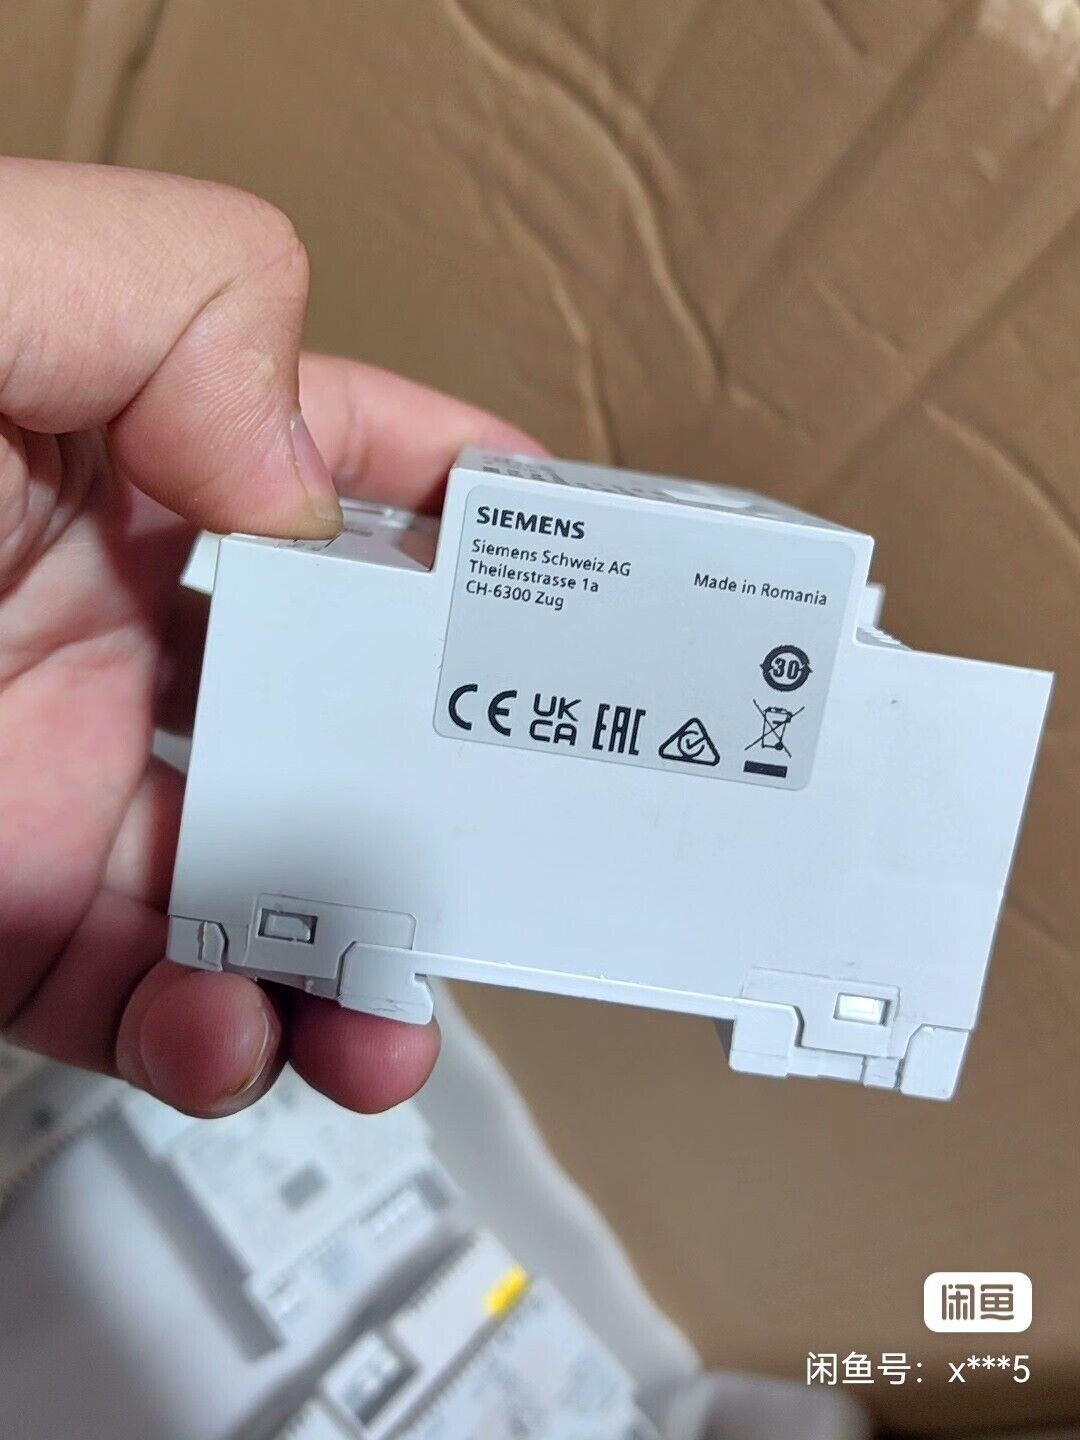 SIEMENS
Siemens Schweiz AG
Theilerstrasse 1a
CH-6300 Zug
Made in Romania
30
CE
UK
CA
EAC
闲鱼
闲鱼号：x***5